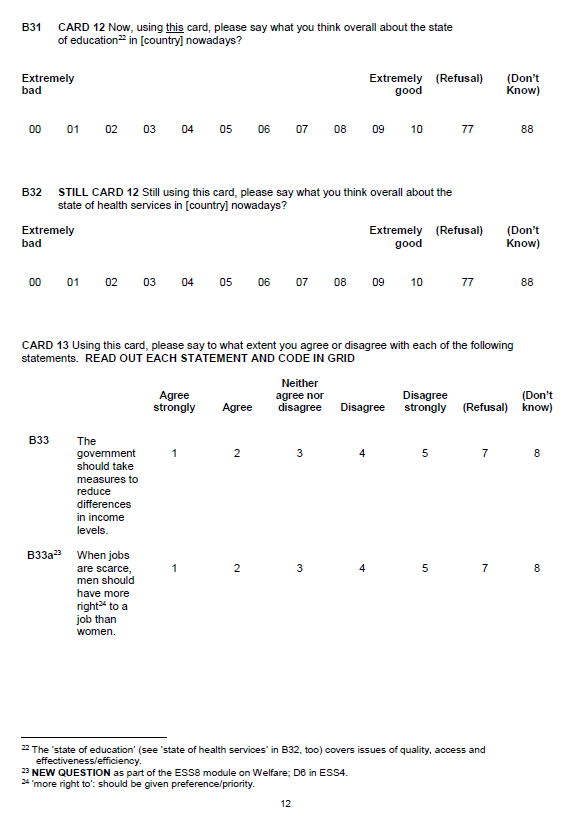 B31 CARD 12 Now, using this card, please say what you think overall about the state
of education²² in [country] nowadays?
Extremely Extremely (Refusal) (Don’t
bad good Know)
00 01 02 03 04 05 06 07 08 09 10 77 88
B32 STILL CARD 12 Still using this card, please say what you think overall about the
state of health services in [country] nowadays?
Extremely Extremely (Refusal) (Don’t
bad good Know)
00 01 02 03 04 05 06 07 08 09 10 77 88
CARD 13 Using this card, please say to what extent you agree or disagree with each of the following
statements. READ OUT EACH STATEMENT AND CODE IN GRID
Neither
Agree agree nor Disagree (Don’t
strongly Agree disagree Disagree strongly (Refusal) know)
B33 The
government 1 2 3 4 5 7 8
should take
measures to
reduce
differences
in income
levels.
B33a²³ When jobs
are scarce, 1 2 3 4 5 7 8
men should
have more
right²⁴ to a
job than
women.
²² The ‘state of education’ (see ‘state of health services’ in B32, too) covers issues of quality, access and
effectiveness/efficiency.
²³ NEW QUESTION as part of the ESS8 module on Welfare; D6 in ESS4.
²⁴ ‘more right to’: should be given preference/priority.
12